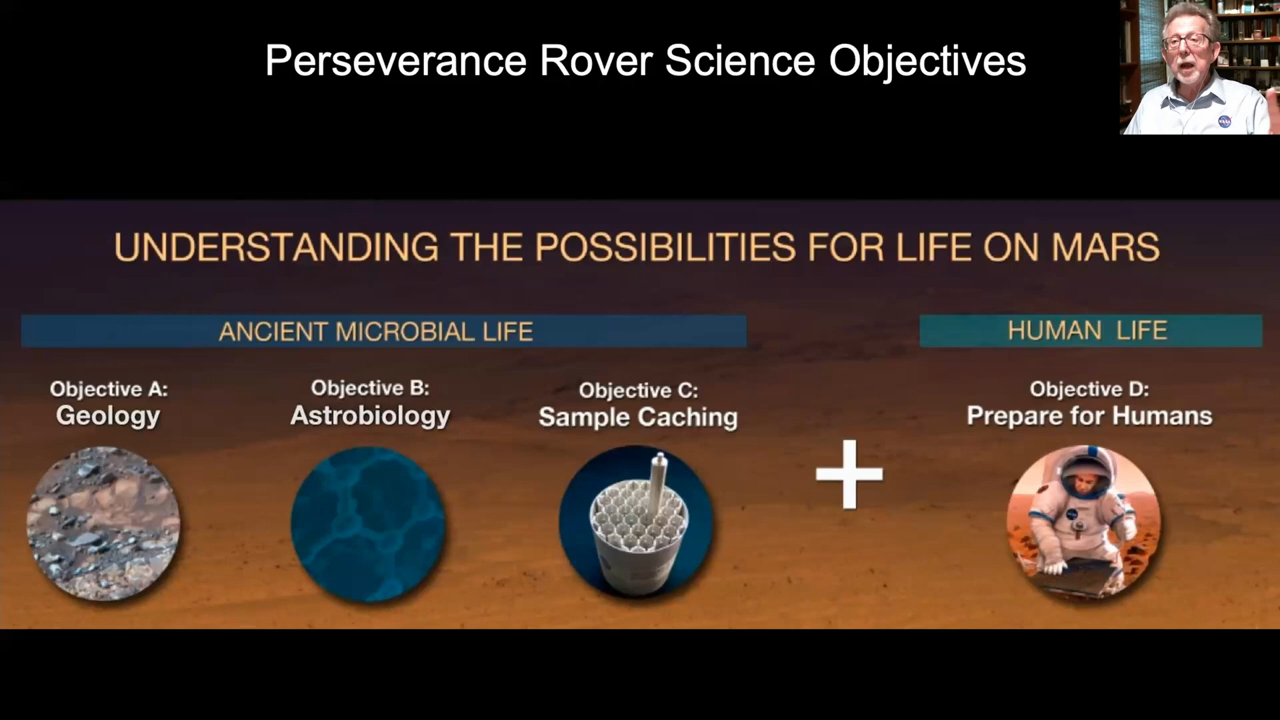 Perseverance Rover Science Objectives
UNDERSTANDING THE POSSIBILITIES FOR LIFE ON MARS
ANCIENT MICROBIAL LIFE
HUMAN LIFE
Objective A:
Geology
Objective B:
Astrobiology
Objective C:
Sample Caching
Objective D:
Prepare for Humans
NASA